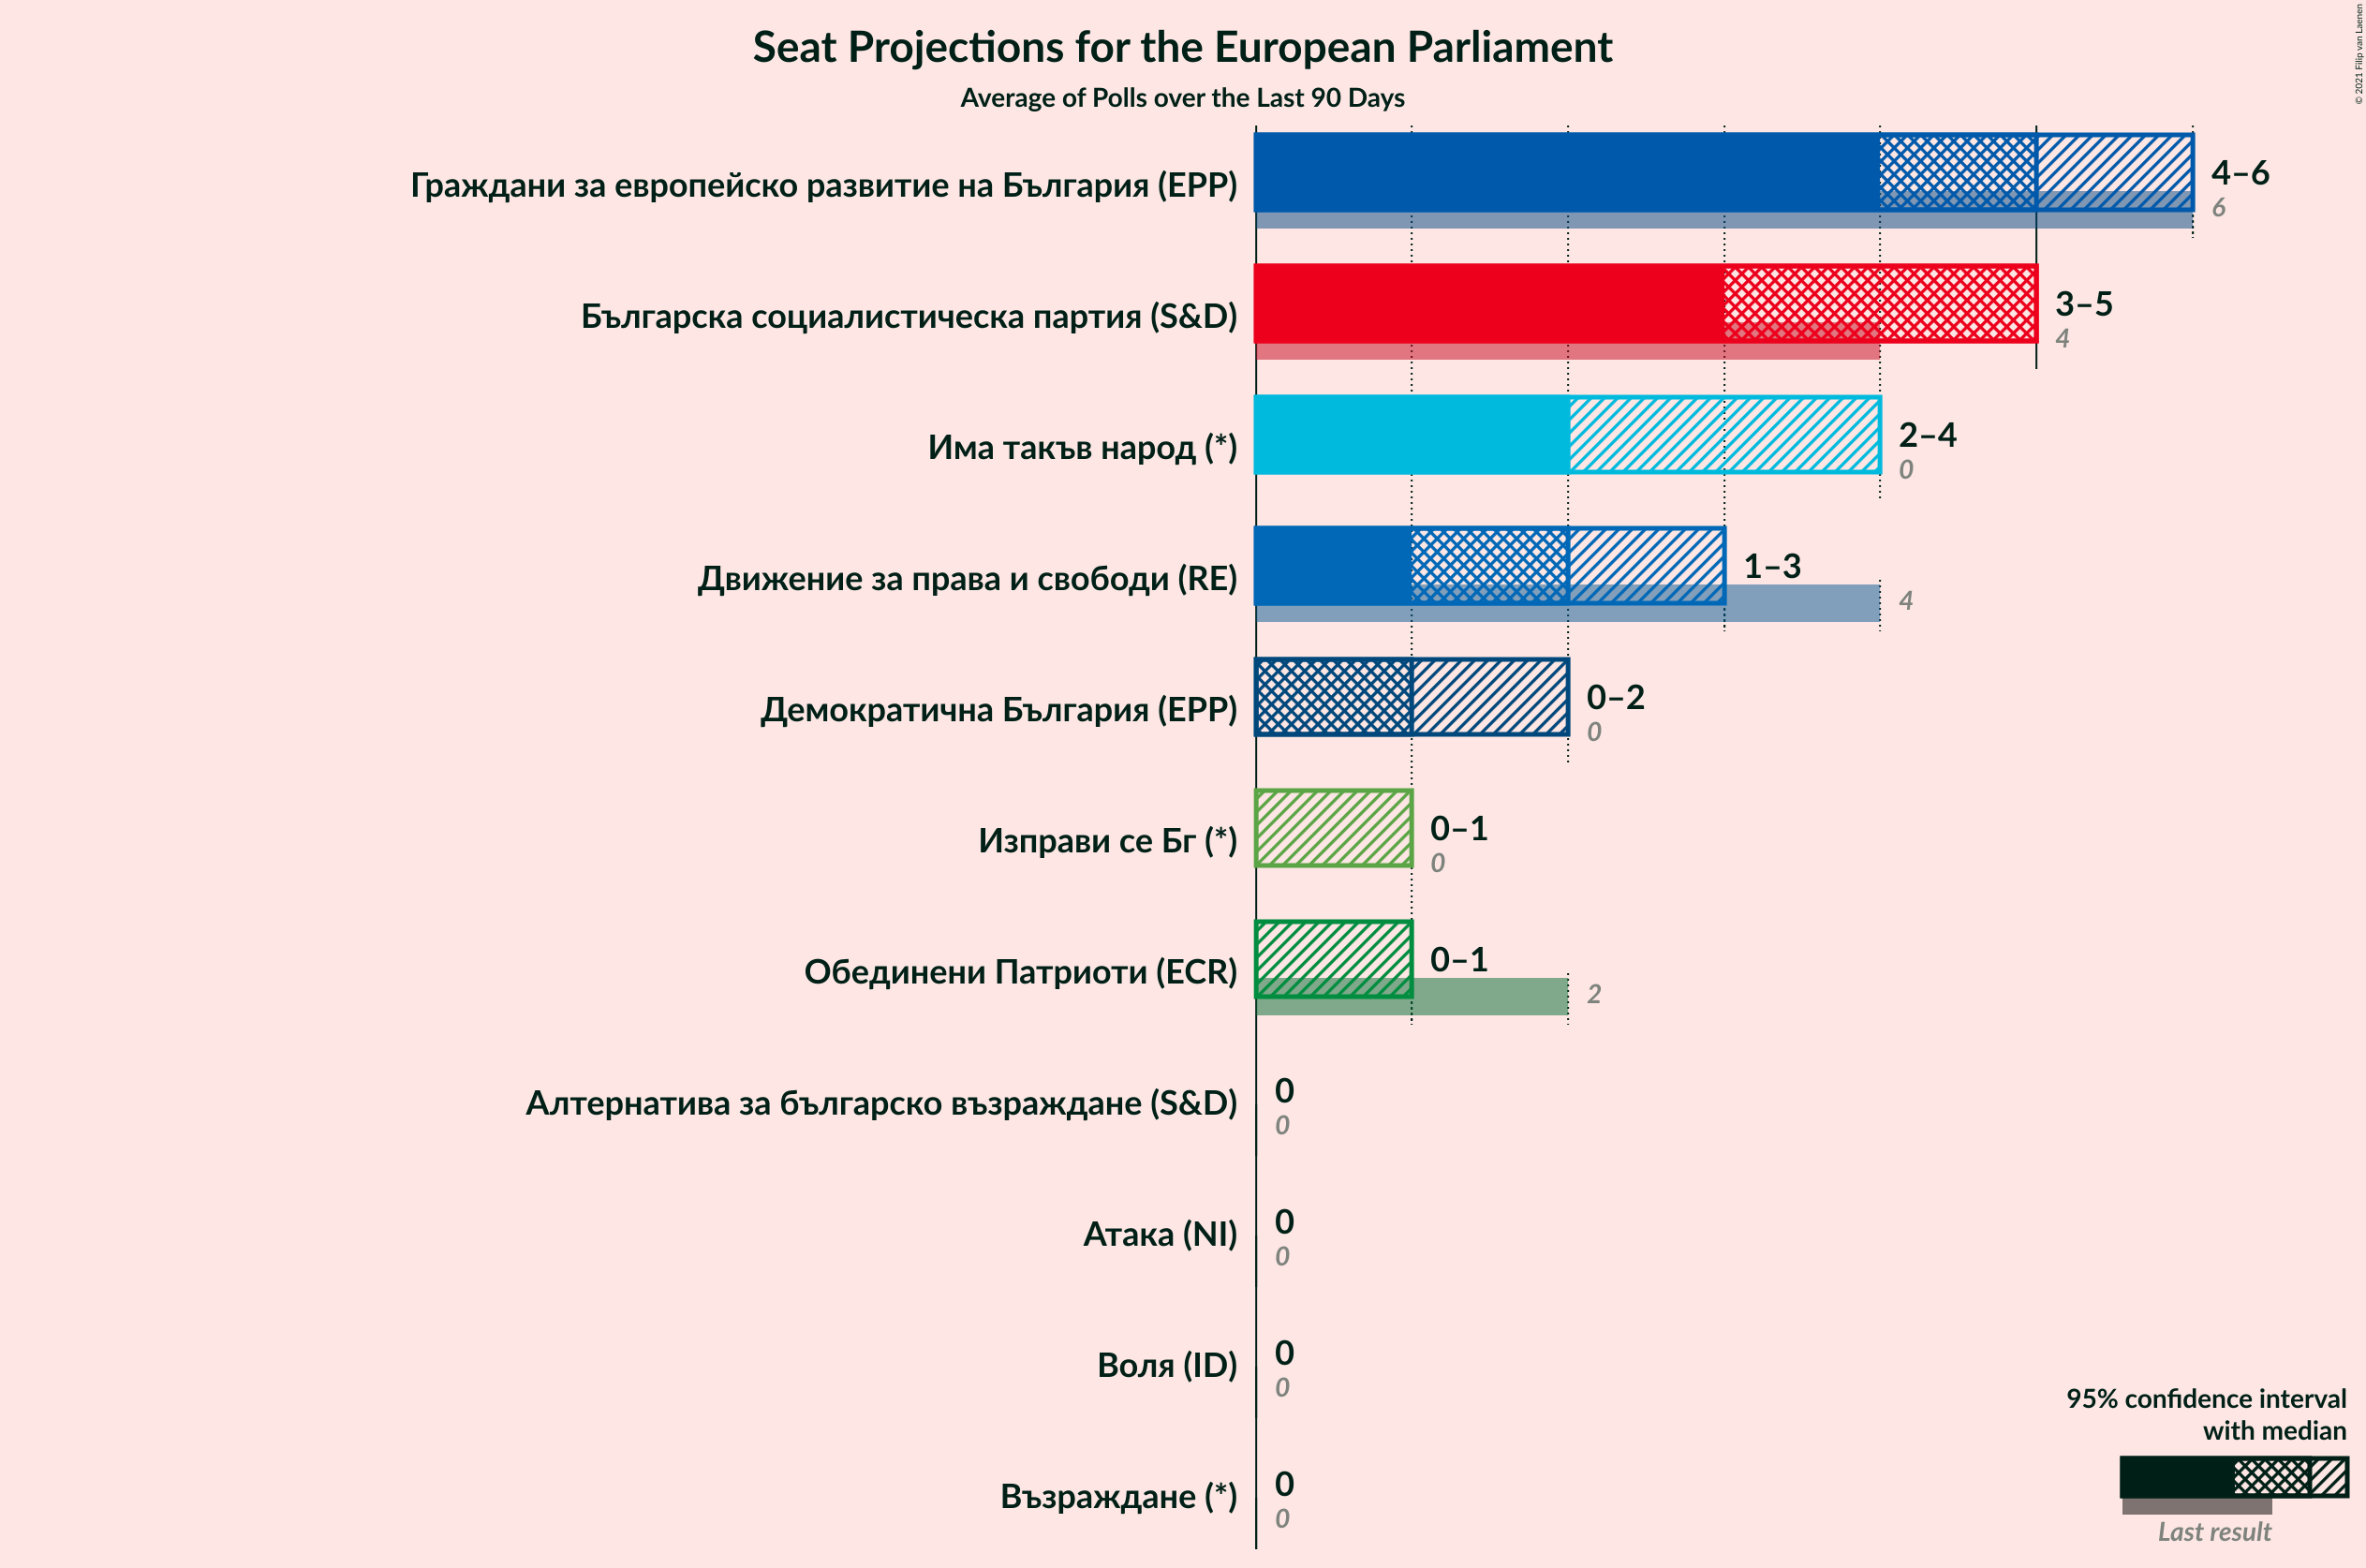 Seat Projections for the European Parliament
Average of Polls over the Last 90 Days
© 2021 Filip van Laenen
Граждани за европейско развитие на България (EPP)
4–6
6
Българска социалистическа партия (S&D)
3–5
4
Има такъв народ (*)
2–4
0
Движение за права и свободи (RE)
1–3
4
Демократична България (EPP)
0–2
0
Изправи се Бг (*)
0–1
0
Обединени Патриоти (ECR)
0–1
2
Алтернатива за българско възраждане (S&D)
0
0
Атака (NI)
0
0
Воля (ID)
0
0
Възраждане (*)
0
0
95% confidence interval
with median
Last result